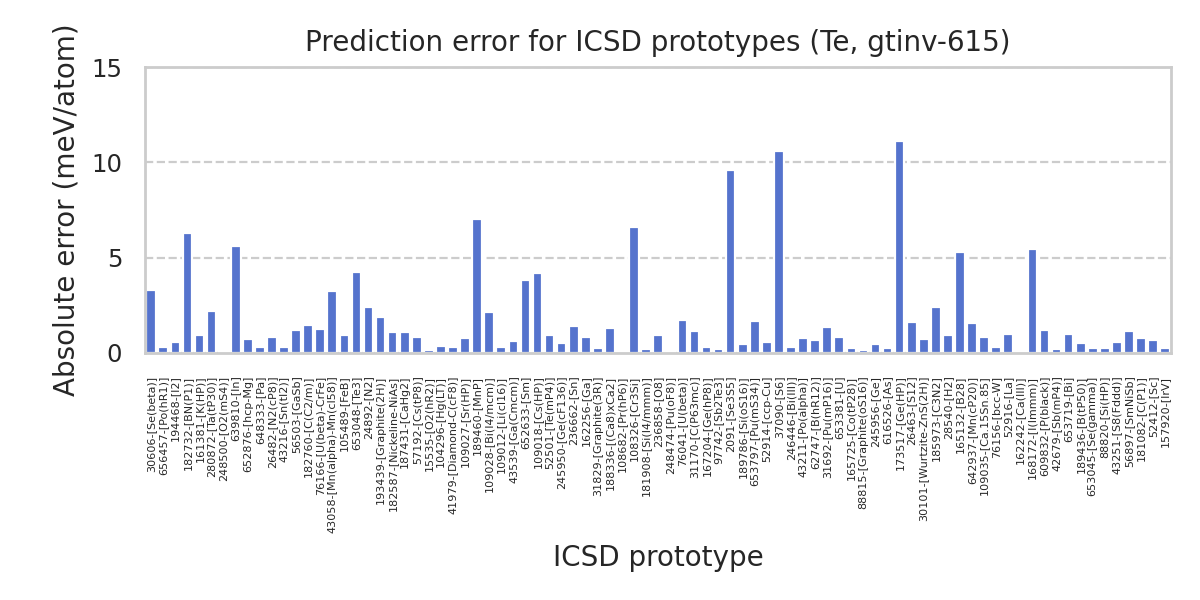 Prediction error for ICSD prototypes (Te, gtinv-615)
Absolute error (meV/atom)
15
10
5
0
30606-[Se(beta)]
656457-[Po(hR1)]
194468-[I2]
182732-[BN(P1)]
161381-[K(HP)]
280872-[Ba(P30)]
248500-[O2(mS4)]
639810-[In]
652876-[hcp-Mg]
648333-[Pa]
26482-[N2(cP8)]
43216-[Sn(tI2)]
56503-[GaSb]
182760-[C(C2/m)]
76166-[U(beta)-CrFe]
43058-[Mn(alpha)-Mn(cI58)]
105489-[FeB]
653048-[Te3]
24892-[N2]
193439-[Graphite(2H)]
182587-[Nickeline-NiAs]
187431-[CaHg2]
57192-[Cs(tP8)]
15535-[O2(hR2)]
104296-[Hg(LT)]
41979-[Diamond-C(cF8)]
109027-[Sr(HP)]
189460-[MnP]
109028-[Bi(I4/mcm)]
109012-[Li(cI16)]
43539-[Ga(Cmcm)]
652633-[Sm]
109018-[Cs(HP)]
52501-[Te(mP4)]
245950-[Ge(cF136)]
236662-[Sn]
162256-[Ga]
31829-[Graphite(3R)]
188336-[(Ca8)xCa2]
108682-[Pr(hP6)]
108326-[Cr3Si]
181908-[Si(I4/mmm)]
236858-[O8]
248474-[Pu(oF8)]
76041-[U(beta)]
31170-[C(P63mc)]
167204-[Ge(hP8)]
97742-[Sb2Te3]
2091-[Se3S5]
189786-[Si(oS16)]
653797-[Pu(mS34)]
52914-[ccp-Cu]
37090-[S6]
246446-[Bi(III)]
43211-[Po(alpha)]
62747-[B(hR12)]
31692-[Pu(mP16)]
653381-[U]
165725-[Co(tP28)]
88815-[Graphite(oS16)]
245956-[Ge]
616526-[As]
173517-[Ge(HP)]
26463-[S12]
30101-[Wurtzite-ZnS(2H)]
185973-[C3N2]
28540-[H2]
165132-[B28]
642937-[Mn(cP20)]
109035-[Ca.15Sn.85]
76156-[bcc-W]
52916-[La]
162242-[Ca(III)]
168172-[I(Immm)]
609832-[P(black)]
42679-[Sb(mP4)]
653719-[Bi]
189436-[B(tP50)]
653045-[Se(gamma)]
88820-[Si(HP)]
43251-[S8(Fddd)]
56897-[SmNiSb]
181082-[C(P1)]
52412-[Sc]
157920-[IrV]
ICSD prototype